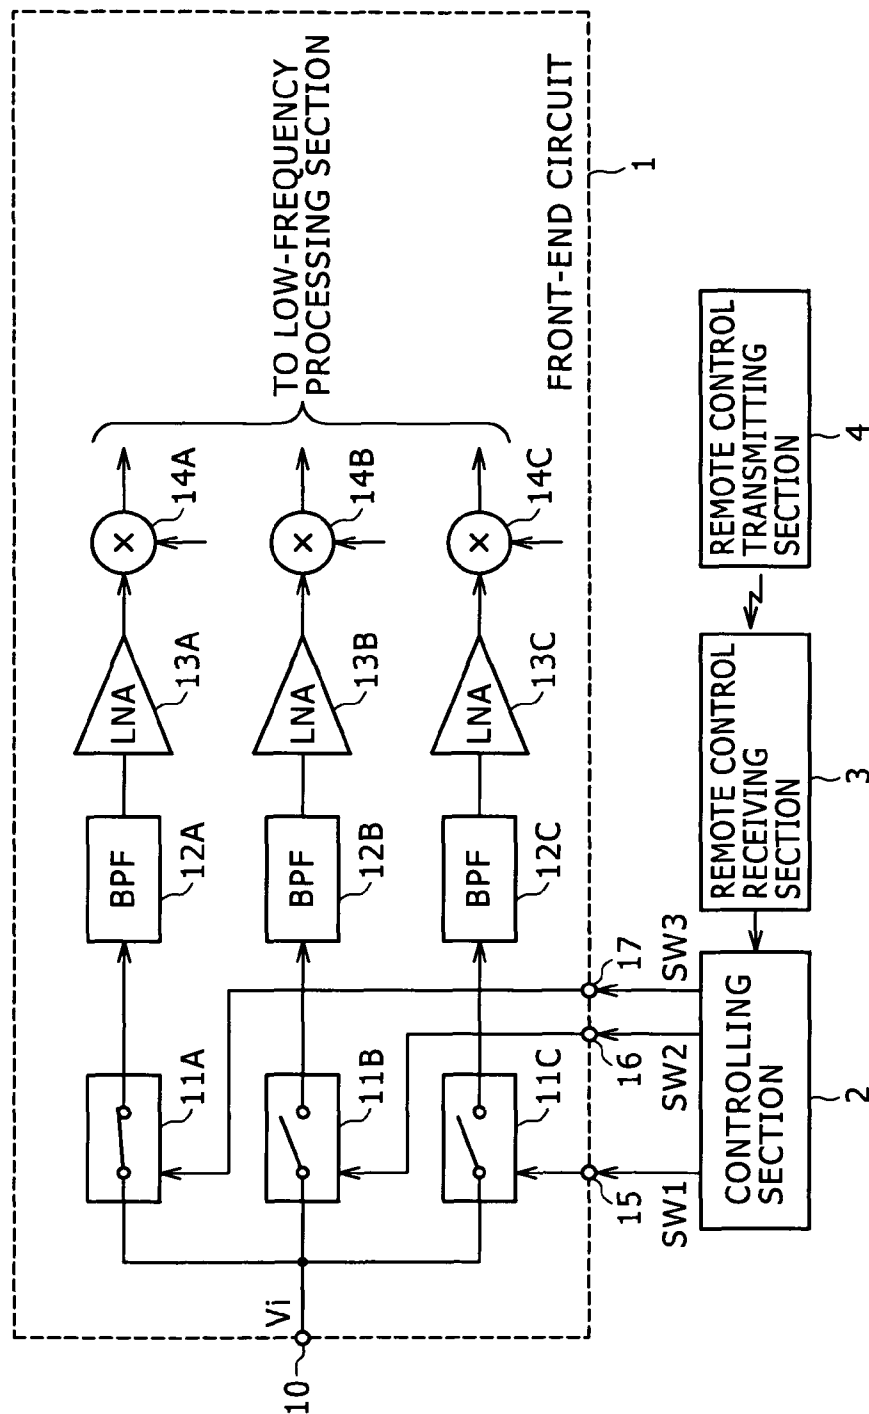 FRONT-END CIRCUIT
1
Vi
10
11A
BPF
12A
LNA
13A
×
14A
11B
BPF
12B
LNA
13B
×
14B
11C
BPF
12C
LNA
13C
×
14C
TO LOW-FREQUENCY
PROCESSING SECTION
15
16
17
SW1
SW2
SW3
CONTROLLING
SECTION
2
REMOTE CONTROL
RECEIVING
SECTION
3
REMOTE CONTROL
TRANSMITTING
SECTION
4